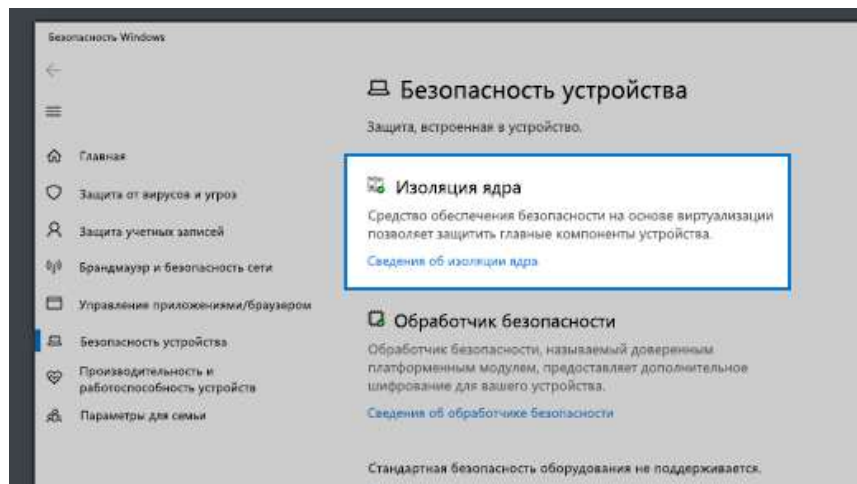 Безопасность Windows
Безопасность устройства
Защита, встроенная в устройство.
Главная
Защита от вирусов и угроз
Защита учетных записей
Брандмауэр и безопасность сети
Управление приложениями/браузером
Безопасность устройства
Производительность и
работоспособность устройств
Параметры для семьи
Изоляция ядра
Средство обеспечения безопасности на основе виртуализации
позволяет защитить главные компоненты устройства.
Сведения об изоляции ядра
Обработчик безопасности
Обработчик безопасности, называемый доверенным
платформенным модулем, предоставляет дополнительное
шифрование для вашего устройства.
Сведения об обработчике безопасности
Стандартная безопасность оборудования не поддерживается.